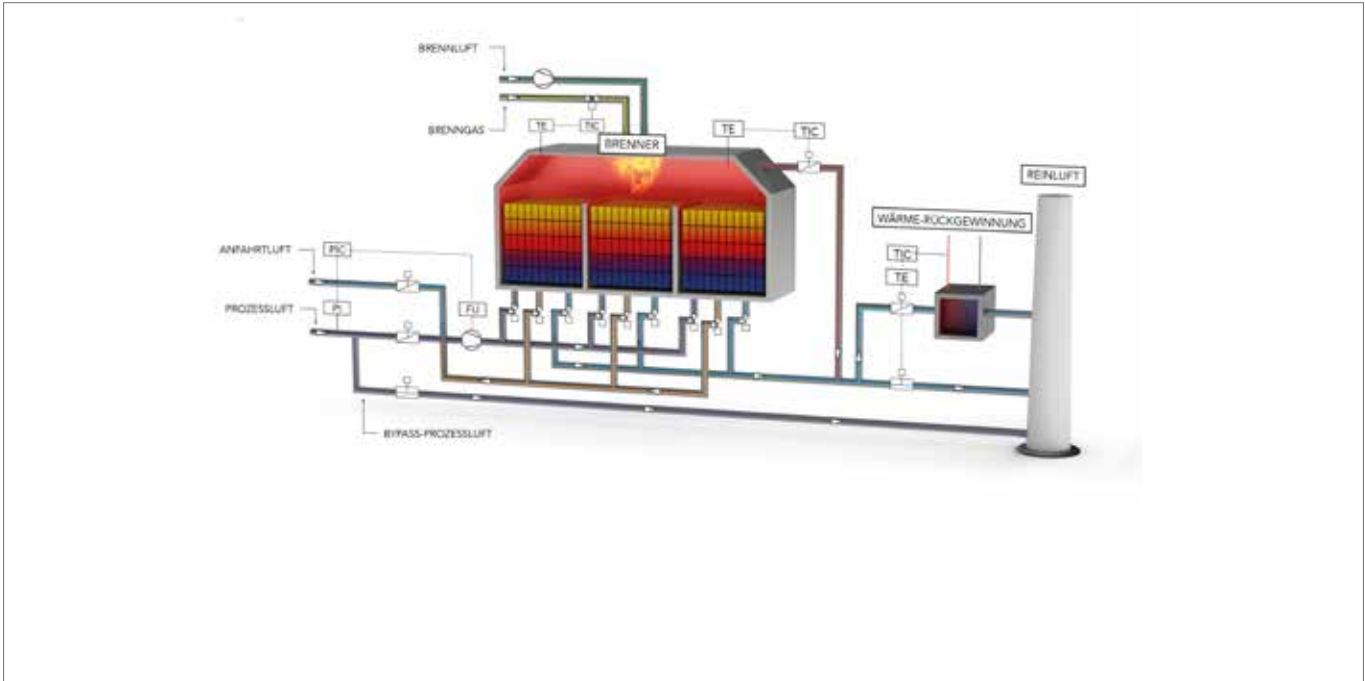 BRENNLUFT
BRENNGAS
TE
TIC
BRENNER
TE
TIC
REINLUFT
WÄRME-RÜCKGEWINNUNG
TIC
TE
ANFAHRTLUFT
PIC
PROZESSLUFT
PI
FU
BYPASS-PROZESSLUFT